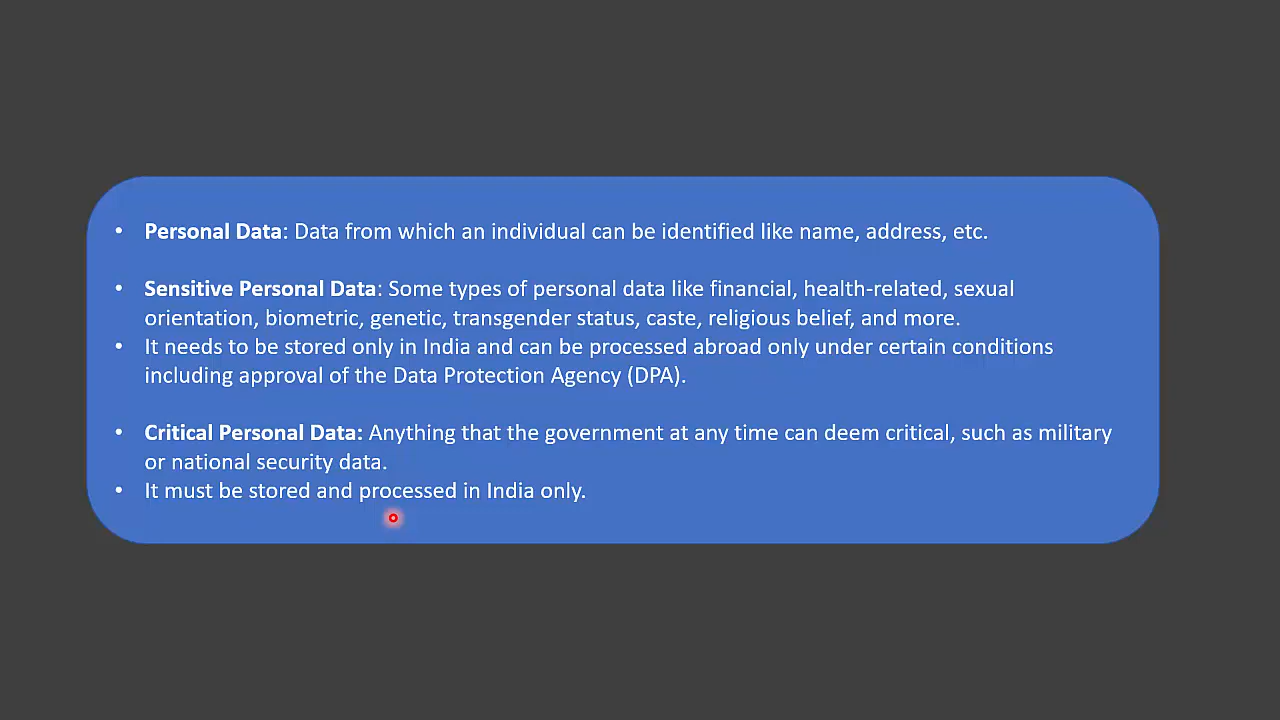 • Personal Data: Data from which an individual can be identified like name, address, etc.
• Sensitive Personal Data: Some types of personal data like financial, health-related, sexual
orientation, biometric, genetic, transgender status, caste, religious belief, and more.
• It needs to be stored only in India and can be processed abroad only under certain conditions
including approval of the Data Protection Agency (DPA).
• Critical Personal Data: Anything that the government at any time can deem critical, such as military
or national security data.
• It must be stored and processed in India only.